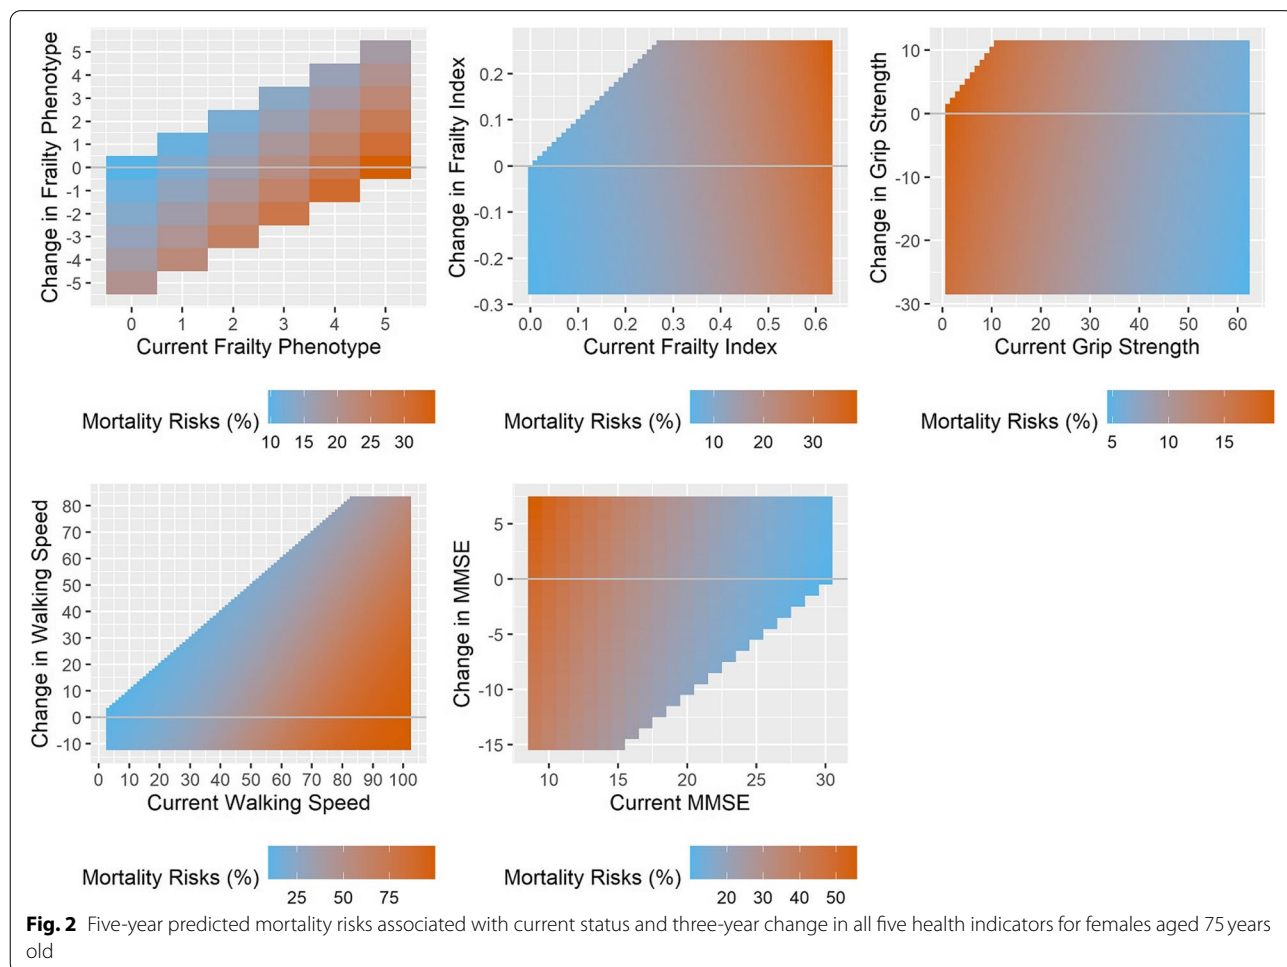 Change in Frailty Phenotype
5
4
3
2
1
0
-1
-2
-3
-4
-5
0 1 2 3 4 5
Current Frailty Phenotype
Mortality Risks (%)
10 15 20 25 30
Change in Frailty Index
0.2
0.1
0
-0.1
-0.2
-0.3
0.0 0.1 0.2 0.3 0.4 0.5 0.6
Current Frailty Index
Mortality Risks (%)
10 20 30
Change in Grip Strength
10
0
-10
-20
-30
0 10 20 30 40 50 60
Current Grip Strength
Mortality Risks (%)
5 10 15
Change in Walking Speed
80
70
60
50
40
30
20
10
0
-10
0 10 20 30 40 50 60 70 80 90 100
Current Walking Speed
Mortality Risks (%)
25 50 75
Change in MMSE
5
0
-5
-10
-15
10 15 20 25 30
Current MMSE
Mortality Risks (%)
20 30 40 50
Fig. 2 Five-year predicted mortality risks associated with current status and three-year change in all five health indicators for females aged 75 years
old